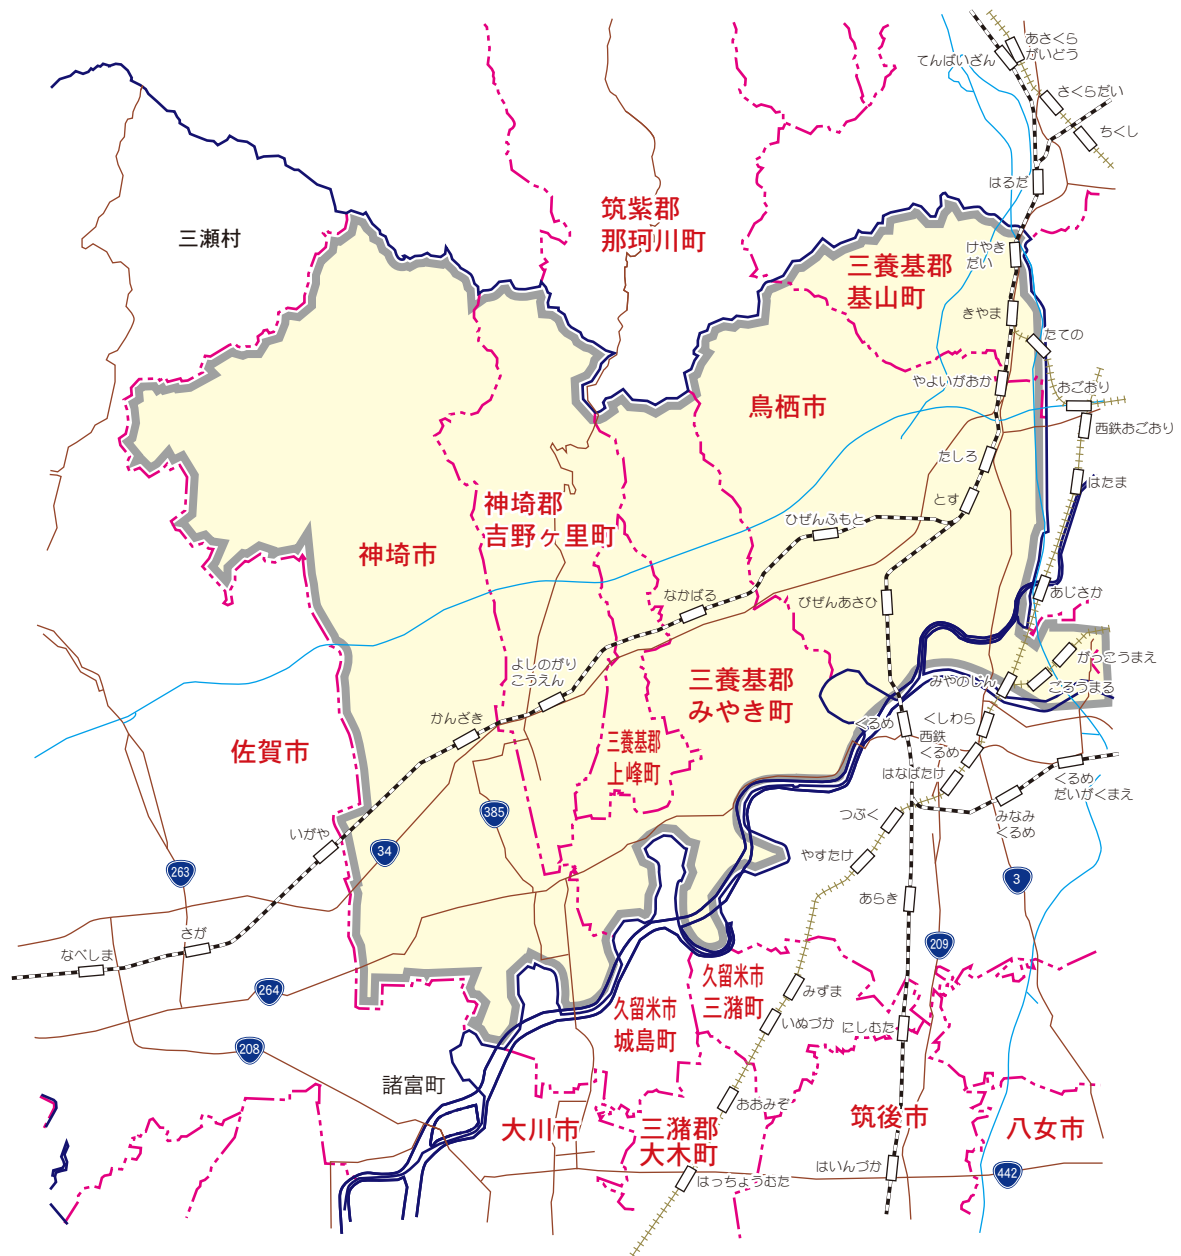 あさくら
がいどう
てんぱいざん
さくらだい
ちくし
はるだ
筑紫郡
那珂川町
三瀬村
けやき
だい
三養基郡
基山町
きやま
たての
やよいがおか
おごおり
鳥栖市
西鉄おごおり
たしろ
はたま
とす
神埼郡
吉野ヶ里町
ひぜんふもと
神埼市
なかばる
ひぜんあさひ
あじさか
よしのがり
こうえん
がっこうまえ
三養基郡
みやき町
みやのじん
ごろうまる
かんざき
くるめ
くしわら
西鉄
くるめ
佐賀市
三養基郡
上峰町
はなばたけ
くるめ
だいがくまえ
385
つぶく
みなみ
くるめ
いがや
34
やすたけ
263
3
あらき
さが
なべしま
209
264
久留米市
三潴町
みずま
久留米市
城島町
いぬづか
にしむた
208
諸富町
おおみぞ
大川市
三潴郡
大木町
筑後市
八女市
はいんづか
442
はっちょうむた